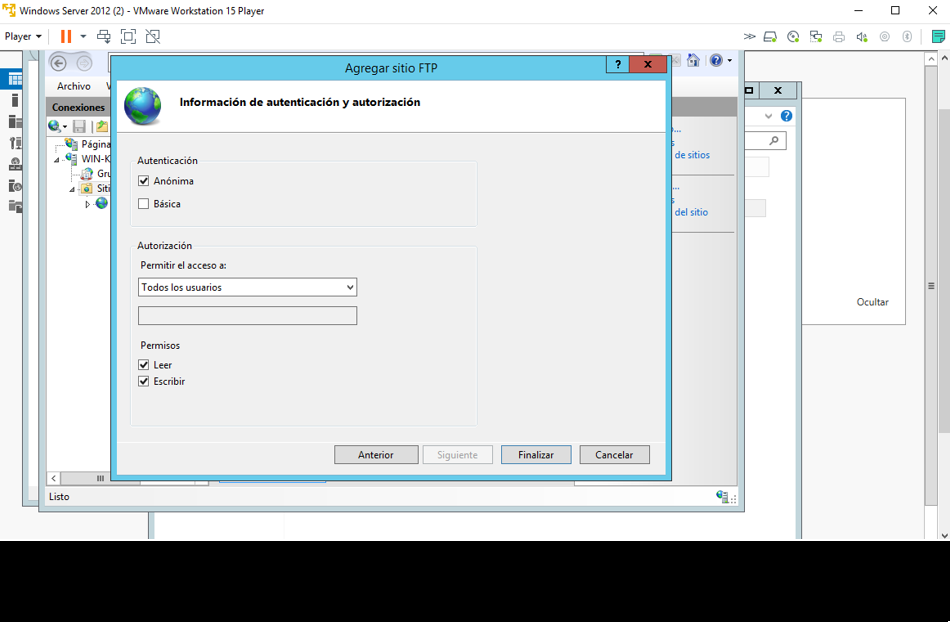 Windows Server 2012 (2) - VMware Workstation 15 Player
Player
Agregar sitio FTP
?
x
Archivo
Conexiones
Información de autenticación y autorización
Página
WIN-K
Gru
Siti
Autenticación
Anónima
Básica
de sitios
del sitio
Autorización
Permitir el acceso a:
Todos los usuarios
Ocultar
Permisos
Leer
Escribir
Anterior
Siguiente
Finalizar
Cancelar
Listo